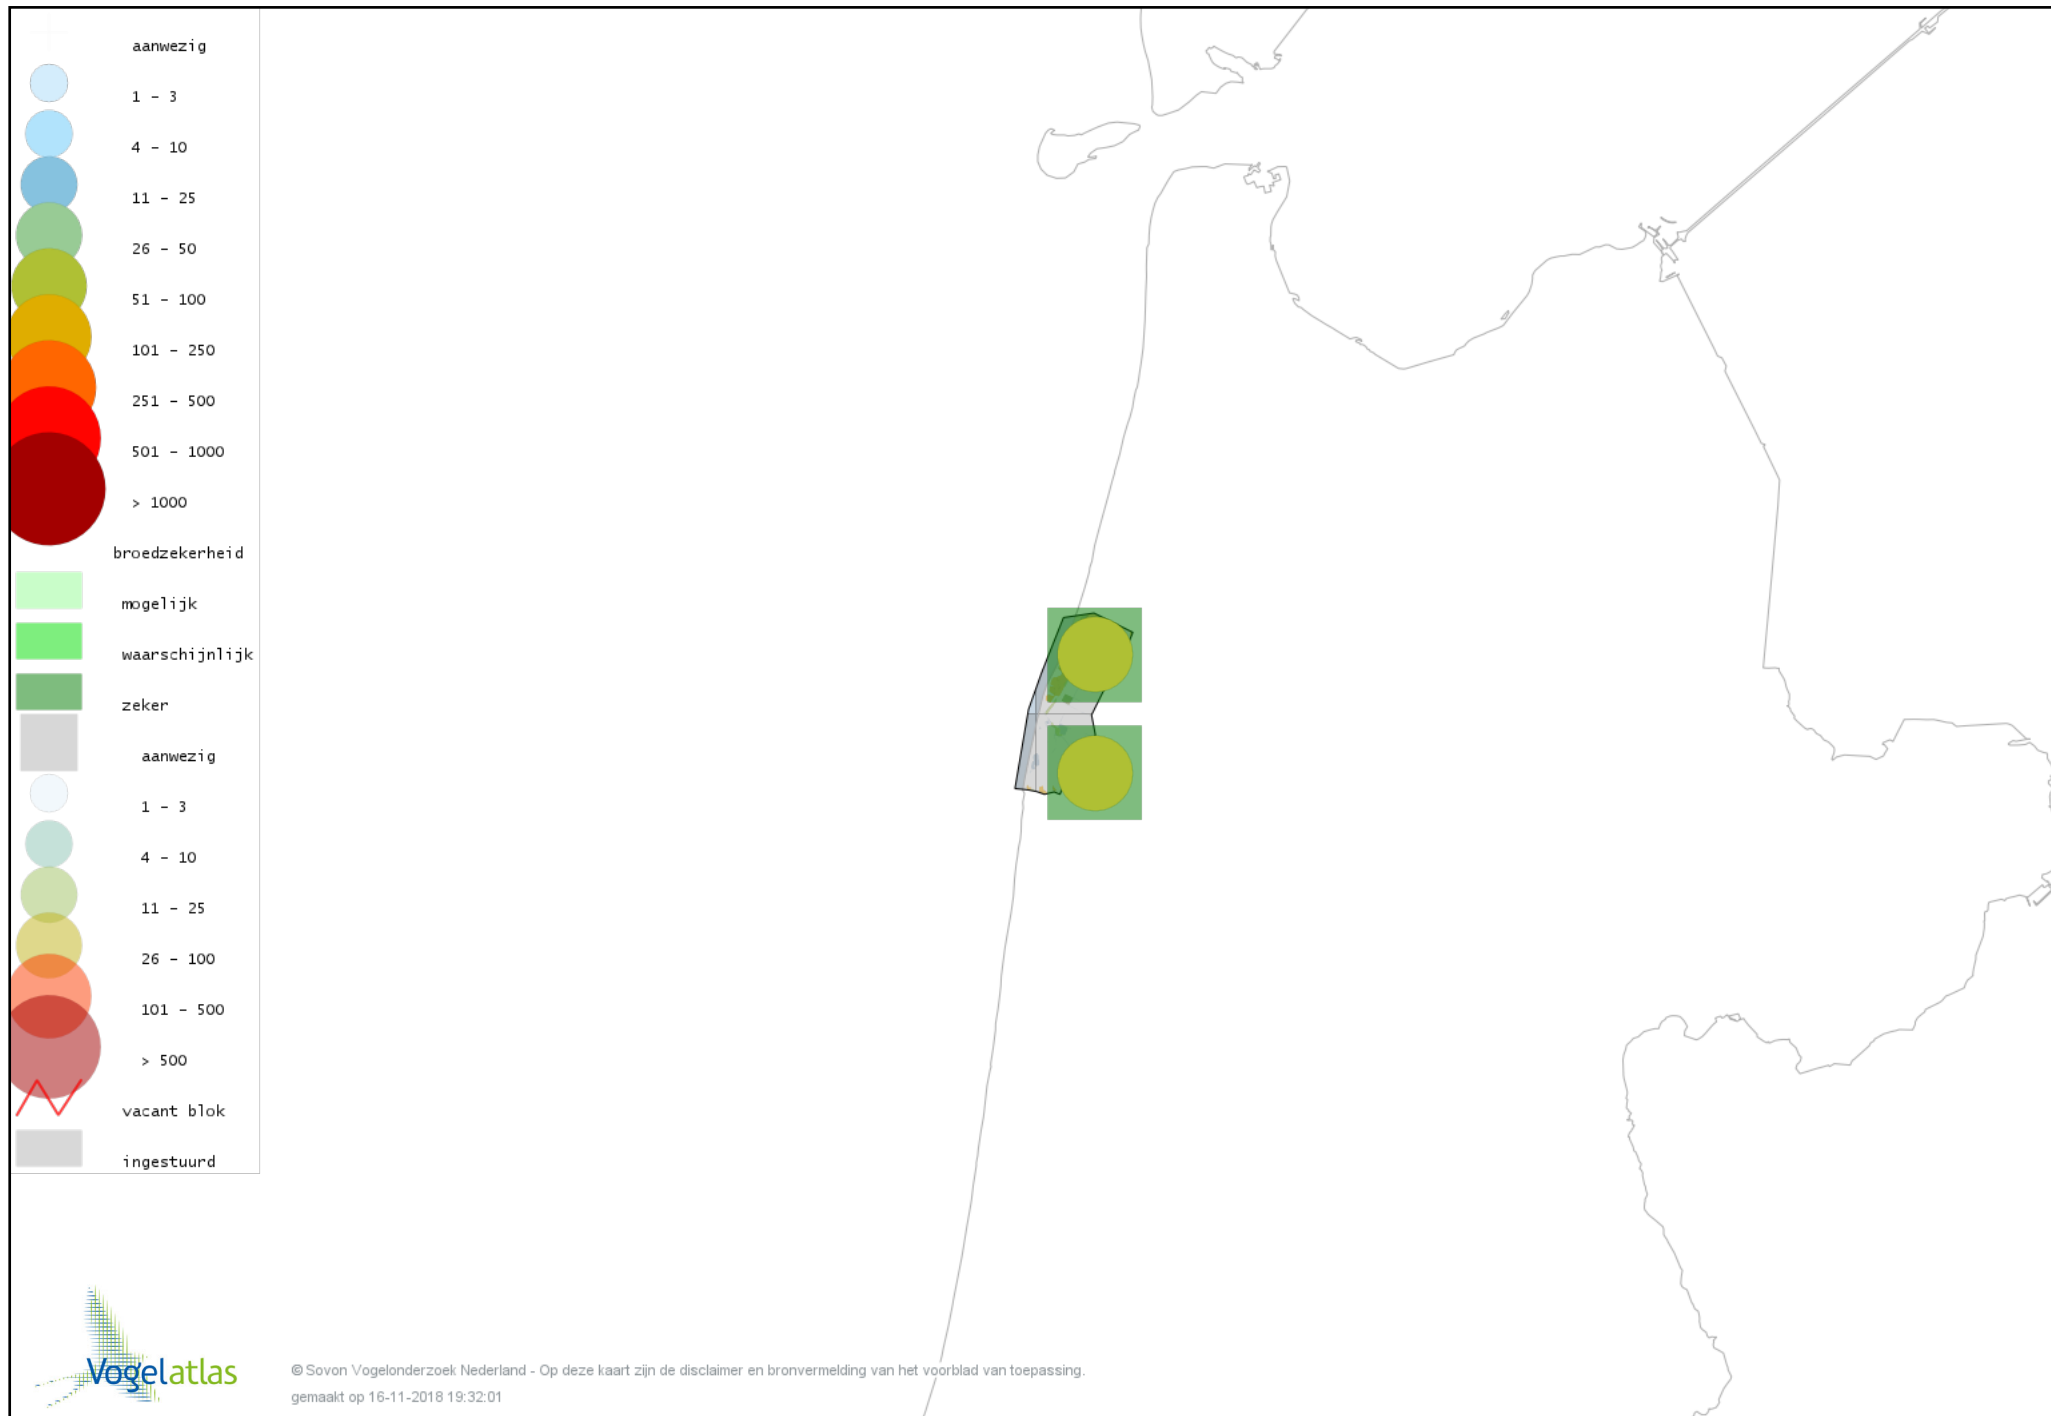 aanwezig
1 - 3
4 - 10
11 - 25
26 - 50
51 - 100
101 - 250
251 - 500
501 - 1000
> 1000
broedzekerheid
mogelijk
waarschijnlijk
zeker
aanwezig
1 - 3
4 - 10
11 - 25
26 - 100
101 - 500
> 500
vacant blok
ingestuurd
Vogelatlas
© Sovon Vogelonderzoek Nederland - Op deze kaart zijn de disclaimer en bronvermelding van het voorblad van toepassing.
gemaakt op 16-11-2018 19:32:01